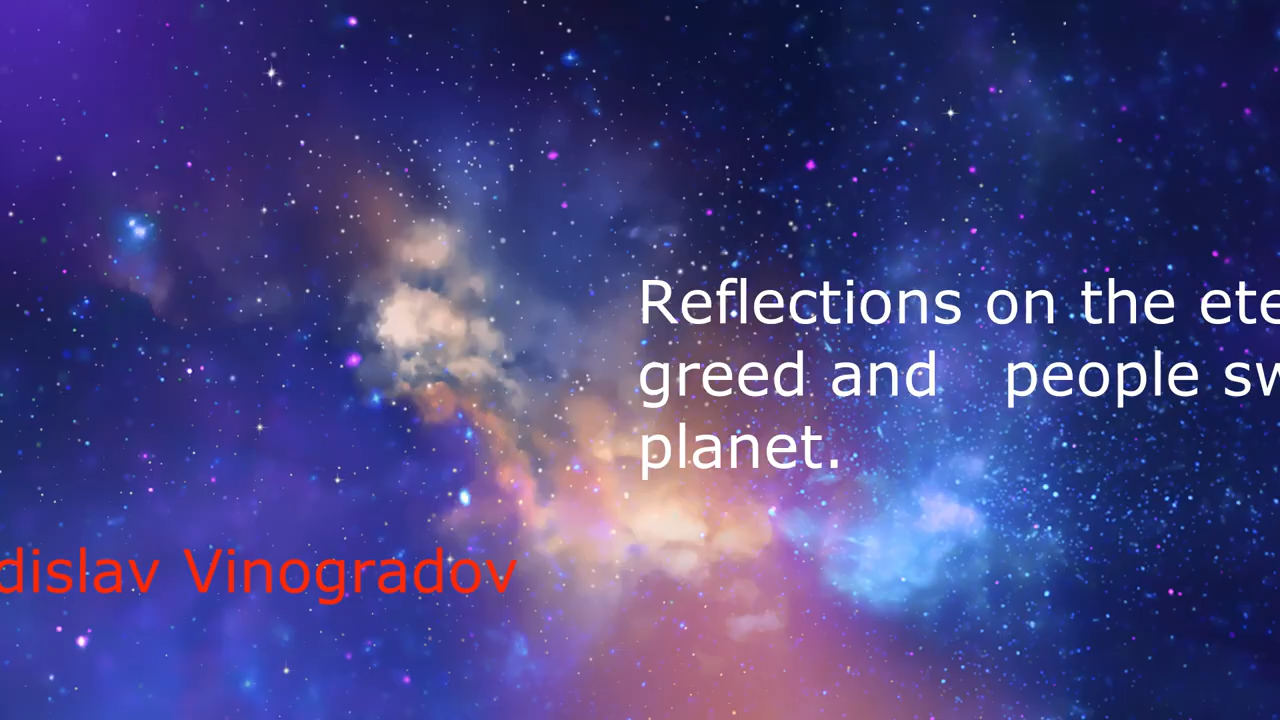 Reflections on the ete
greed and people sw
planet.
dislav Vinogradov